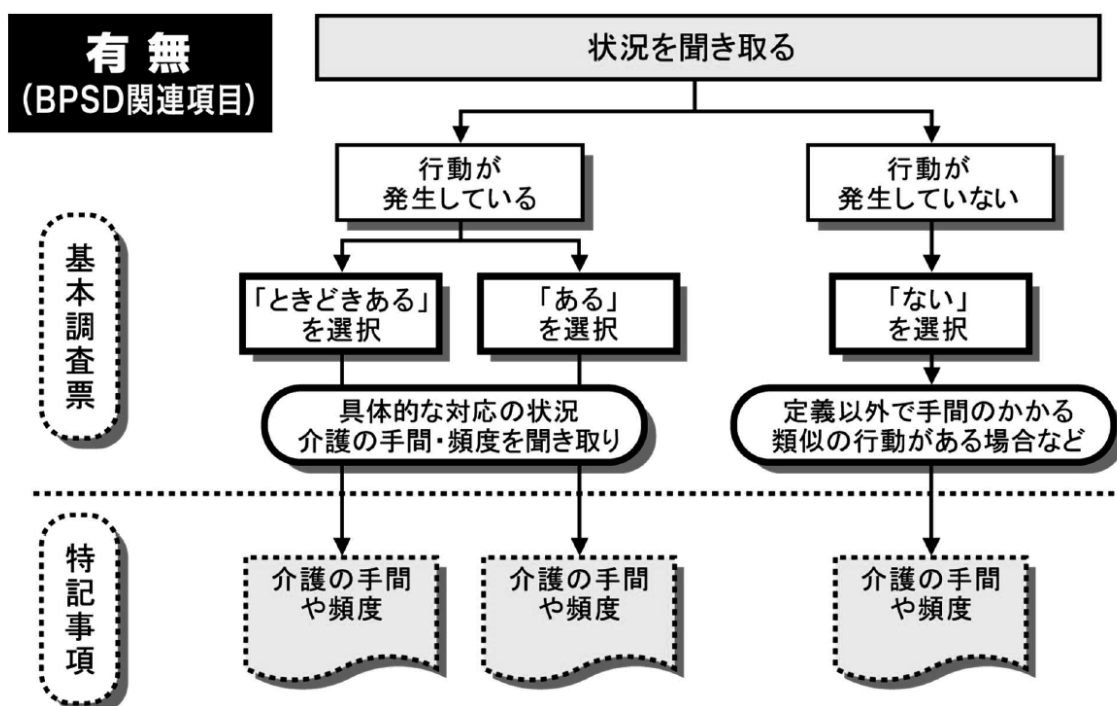 有無
(BPSD関連項目)
状況を聞き取る
行動が
発生している
行動が
発生していない
基本調査票
「ときどきある」
を選択
「ある」
を選択
「ない」
を選択
具体的な対応の状況
介護の手間・頻度を聞き取り
定義以外で手間のかかる
類似の行動がある場合など
特記事項
介護の手間
や頻度
介護の手間
や頻度
介護の手間
や頻度